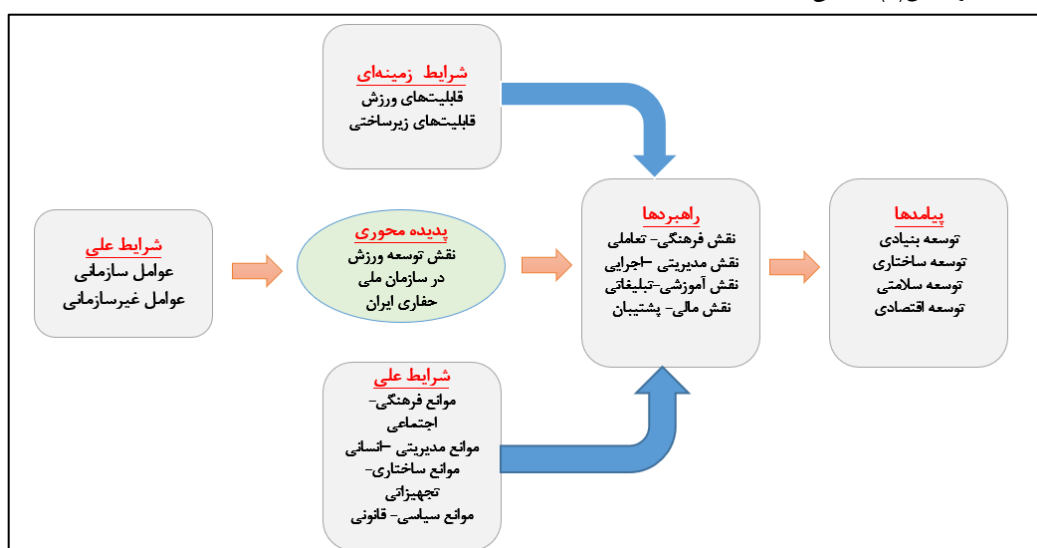 شرایط زمینه‌ای
قابلیت‌های ورزش
قابلیت‌های زیرساختی
شرایط علی
عوامل سازمانی
عوامل غیرسازمانی
پدیده محوری
نقش توسعه ورزش
در سازمان ملی
حفاری ایران
راهبردها
نقش فرهنگی- تعاملی
نقش مدیریتی –اجرایی
نقش آموزشی-تبلیغاتی
نقش مالی- پشتیبان
پیامدها
توسعه بنیادی
توسعه ساختاری
توسعه سلامتی
توسعه اقتصادی
شرایط علی
موانع فرهنگی-
اجتماعی
موانع مدیریتی –انسانی
موانع ساختاری-
تجهیزاتی
موانع سیاسی- قانونی